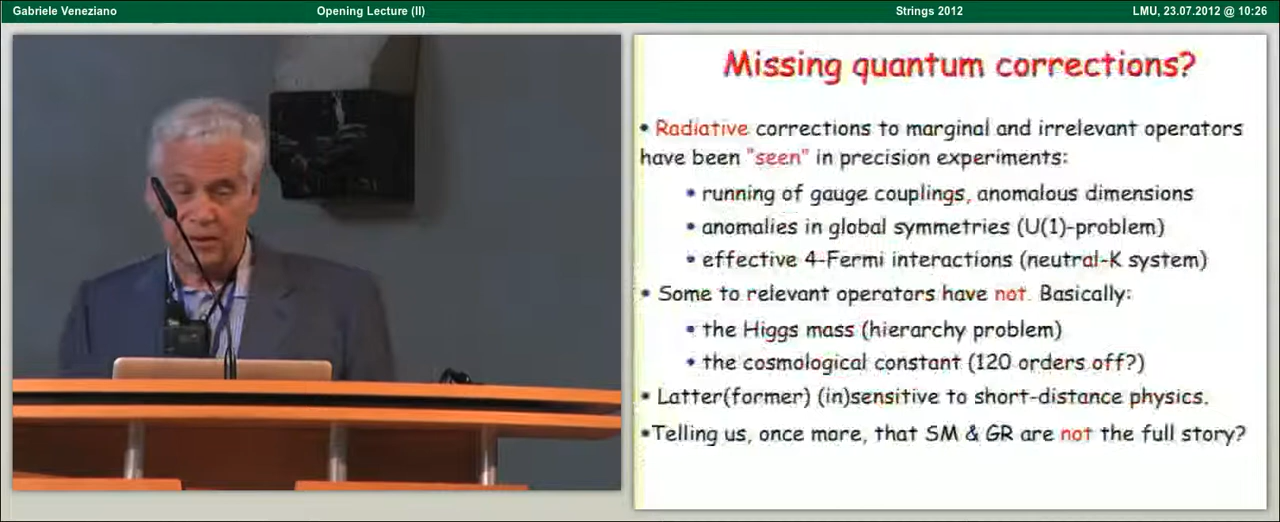 Gabriele Veneziano Opening Lecture (II) Strings 2012 LMU, 23.07.2012 @ 10:26
Missing quantum corrections?
• Radiative corrections to marginal and irrelevant operators
have been "seen" in precision experiments:
• running of gauge couplings, anomalous dimensions
• anomalies in global symmetries (U(1)-problem)
• effective 4-Fermi interactions (neutral-K system)
• Some to relevant operators have not. Basically:
• the Higgs mass (hierarchy problem)
• the cosmological constant (120 orders off?)
• Latter(former) (in)sensitive to short-distance physics.
•Telling us, once more, that SM & GR are not the full story?